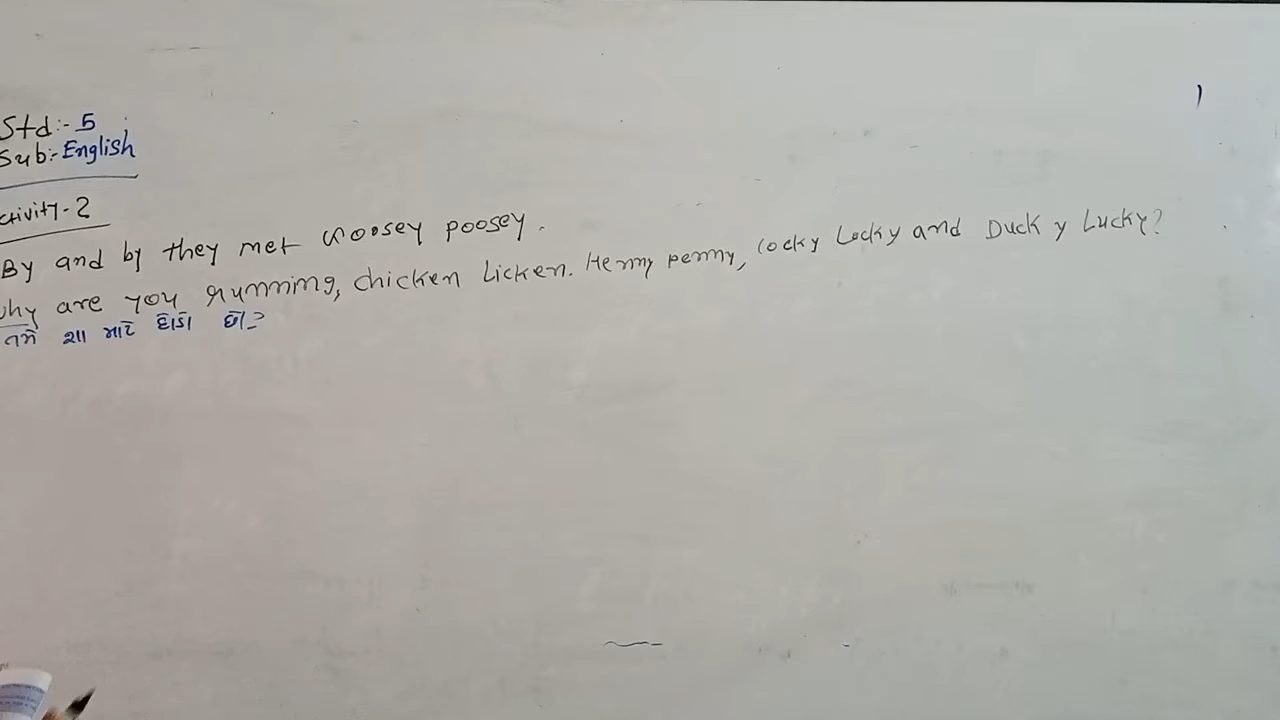 Std:- 5
Sub:- English
ctivity-2
By and by they met Goosey poosey.
Why are you running, chicken Licken. Henny penny, Cocky Locky and Ducky Lucky?
તમે શા માટે દોડો છો?